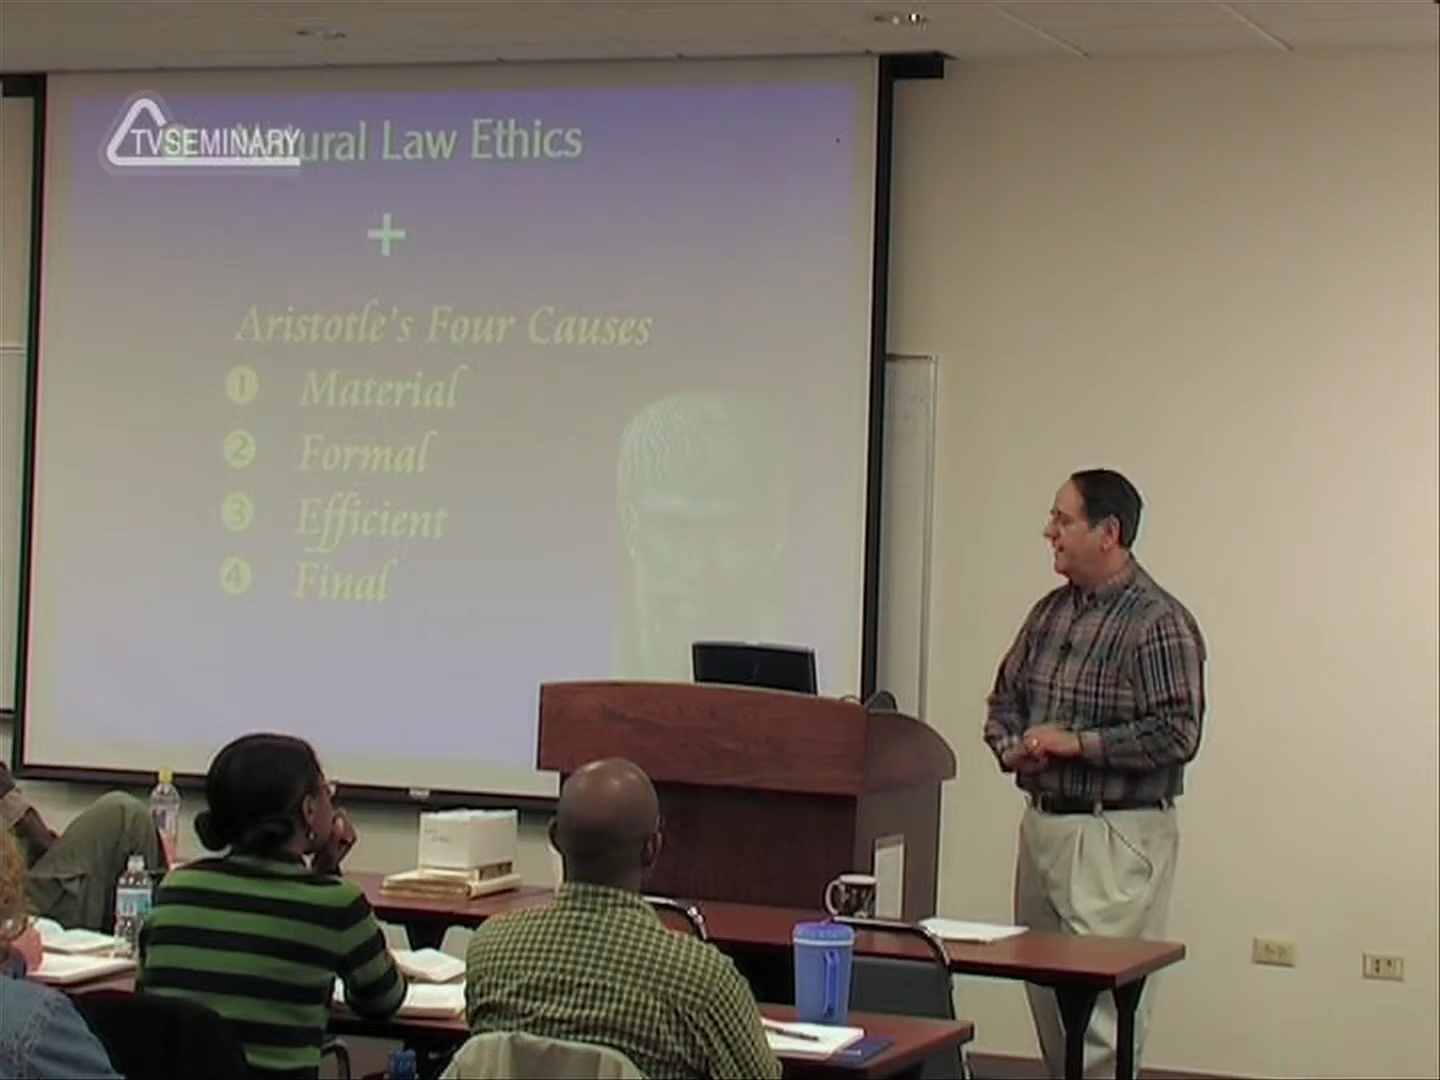 TVSEMINARY
Natural Law Ethics
+
Aristotle's Four Causes
1 Material
2 Formal
3 Efficient
4 Final